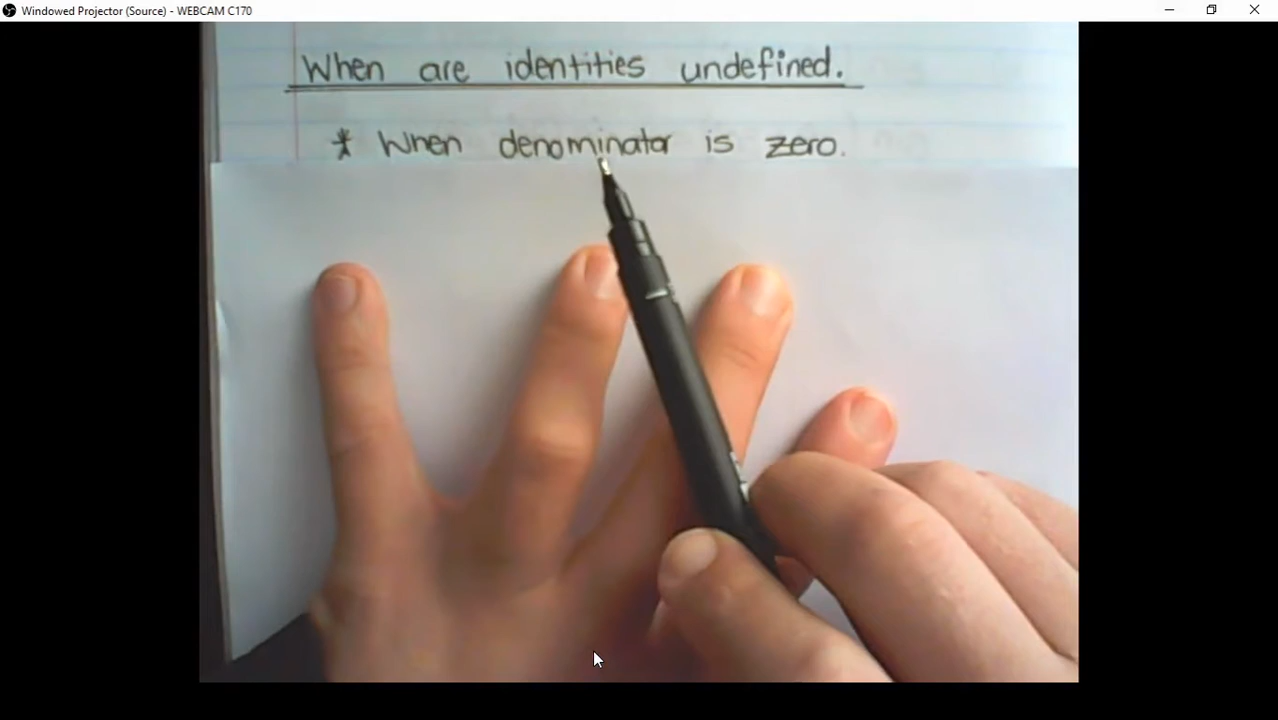 Windowed Projector (Source) - WEBCAM C170
When are identities undefined.
* When denominator is zero.